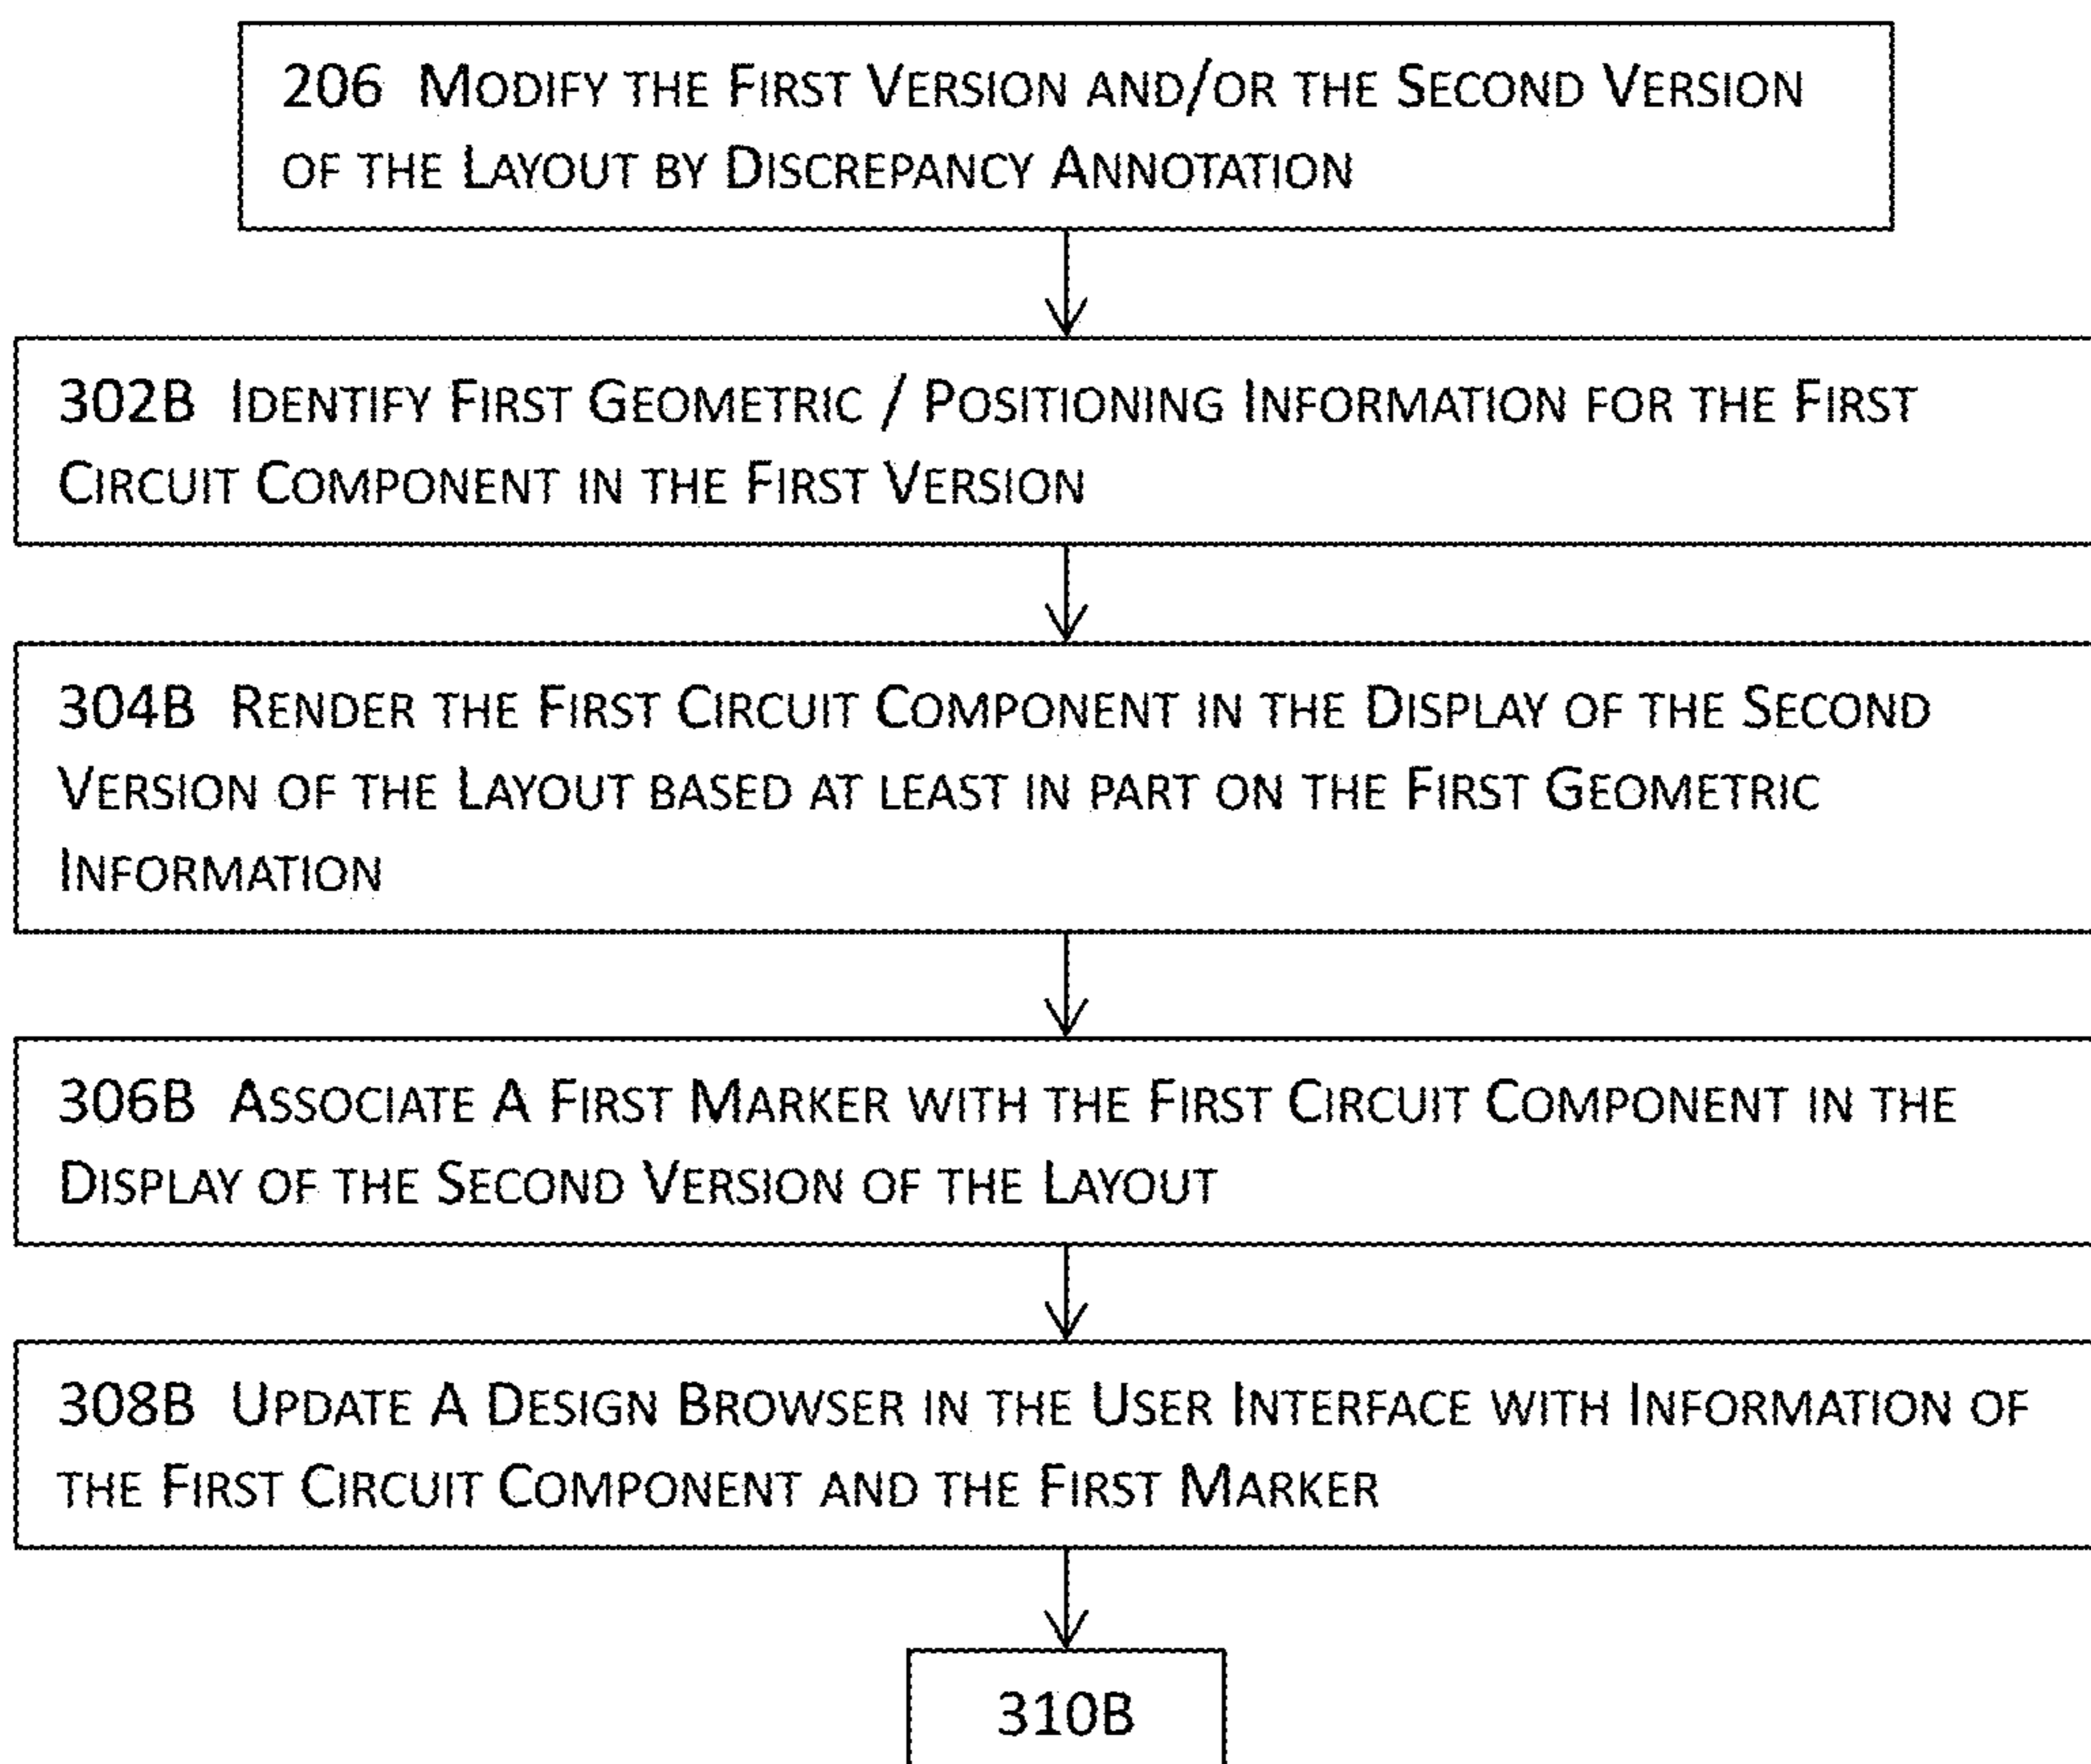 206 Modify the First Version and/or the Second Version
of the Layout by Discrepancy Annotation
302B Identify First Geometric / Positioning Information for the First
Circuit Component in the First Version
304B Render the First Circuit Component in the Display of the Second
Version of the Layout based at least in part on the First Geometric
Information
306B Associate A First Marker with the First Circuit Component in the
Display of the Second Version of the Layout
308B Update A Design Browser in the User Interface with Information of
the First Circuit Component and the First Marker
310B